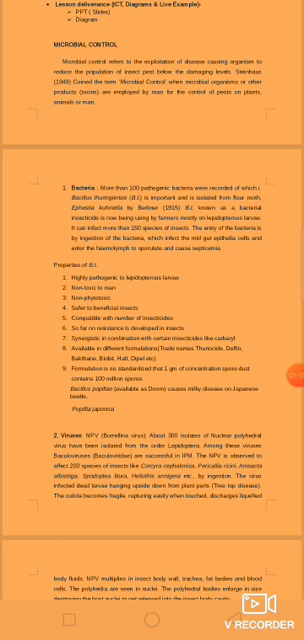 • Lesson deliverance (ICT, Diagrams & Live Example)-
➢ PPT ( Slides)
➢ Diagram
MICROBIAL CONTROL
Microbial control refers to the exploitation of disease causing organism to
reduce the population of insect pest below the damaging levels. Steinhaus
(1949) Coined the term 'Microbial Control' when microbial organisms or other
products (toxins) are employed by man for the control of pests on plants,
animals or man.
1. Bacteria : More than 100 pathogenic bacteria were recorded of which i.
Bacillus thuringiensis (B.t.) is important and is isolated from flour moth,
Ephestia kuhniella by Berliner (1915) B.t. known as a bacterial
insecticide is now being using by farmers mostly on lepidopterous larvae.
It can infect more than 150 species of insects. The entry of the bacteria is
by ingestion of the bacteria, which infect the mid gut epithelia cells and
enter the haemolymph to sporulate and cause septicemia.
Properties of B.t.
1. Highly pathogenic to lepidopterous larvae
2. Non-toxic to man
3. Non-phytotoxic
4. Safer to beneficial insects
5. Compatible with number of insecticides
6. So far no resistance is developed in insects
7. Synergistic in combination with certain insecticides like carbaryl
8. Available in different formulations(Trade names Thuriocide, Delfin,
Bakthane, Biobit, Halt, Dipel etc)
9. Formulation is so standardized that 1 gm of concentration spore dust
contains 100 million spores
Bacillus papillae (available as Doom) causes milky disease on Japanese
beetle,
Popillia japonica
2. Viruses: NPV (Borrellina virus): About 300 isolates of Nuclear polyhedral
virus have been isolated from the order Lepidoptera. Among these viruses
Baculoviruses (Baculoviridae) are successful in IPM. The NPV is observed to
affect 200 species of insects like Corcyra cephalonica, Pericallia ricini, Amsacta
albistriga, Spodoptera litura, Heliothis armigera etc., by ingestion. The virus
infected dead larvae hanging upside down from plant parts (Tree top disease).
The cuticle becomes fragile, rupturing easily when touched, discharges liquefied
body fluids. NPV multiplies in insect body wall, trachea, fat bodies and blood
cells. The polyhedra are seen in nuclei. The polyhedral bodies enlarge in size
destroying the host nuclei to get released into the insect body cavity.
01:0
V RECORDER